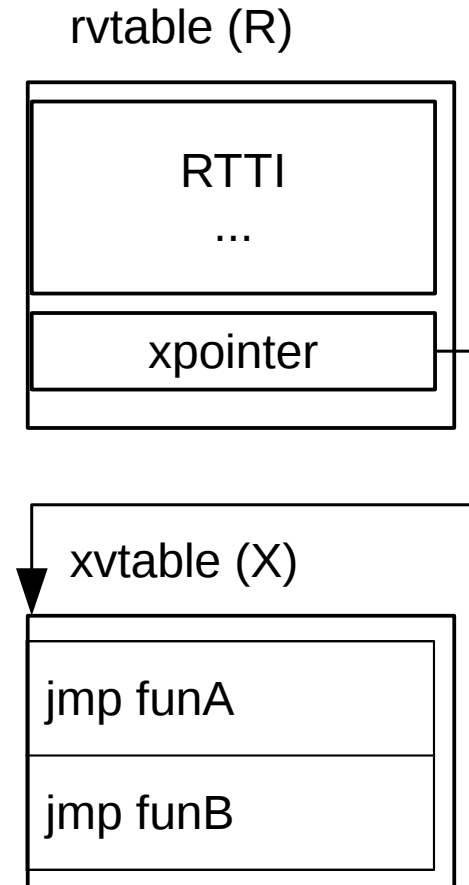 rvtable (R)
RTTI
...
xpointer
xvtable (X)
jmp funA
jmp funB